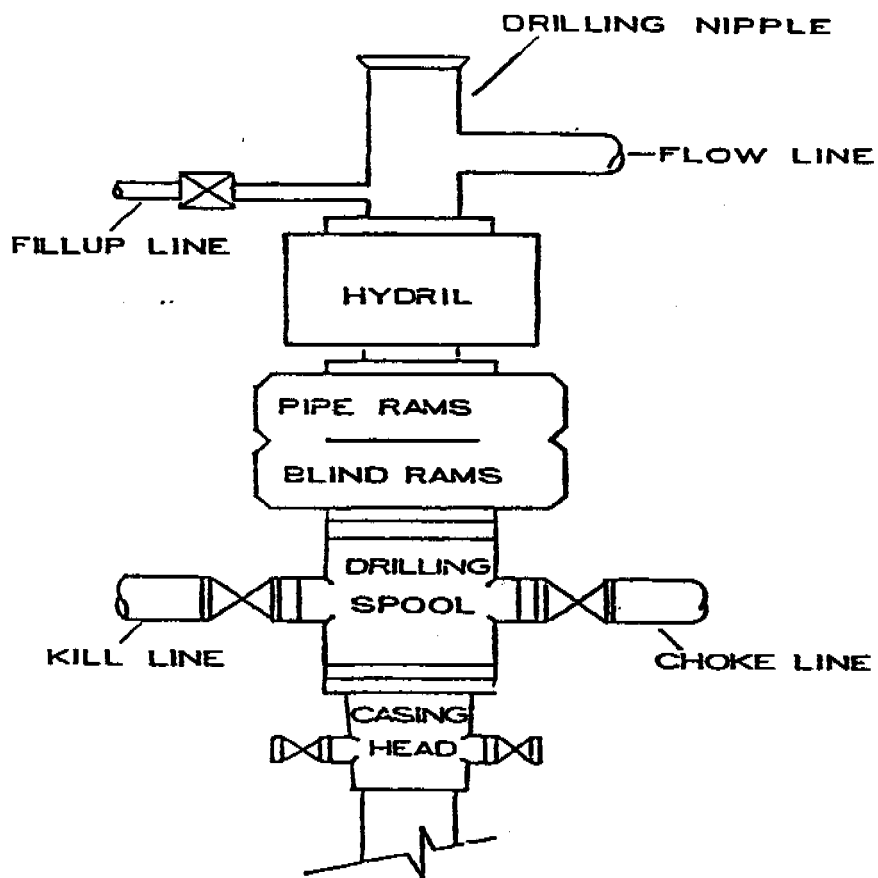 DRILLING NIPPLE
FLOW LINE
FILLUP LINE
HYDRIL
PIPE RAMS
BLIND RAMS
DRILLING
SPOOL
KILL LINE
CHOKE LINE
CASING
HEAD